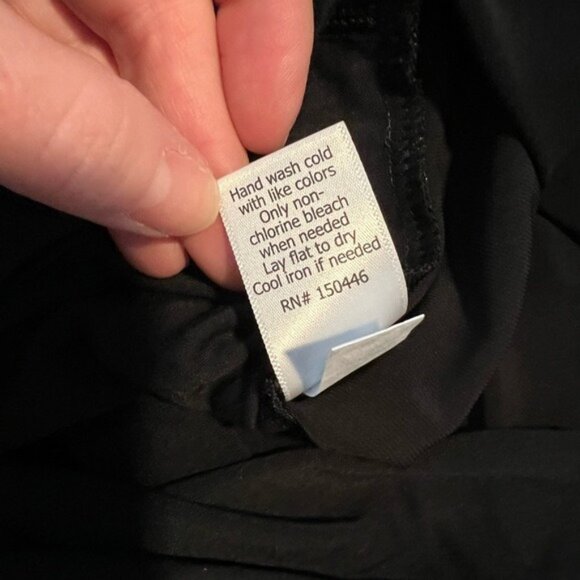 Hand wash cold
with like colors
Only non-
chlorine bleach
when needed
Lay flat to dry
Cool iron if needed
RN# 150446